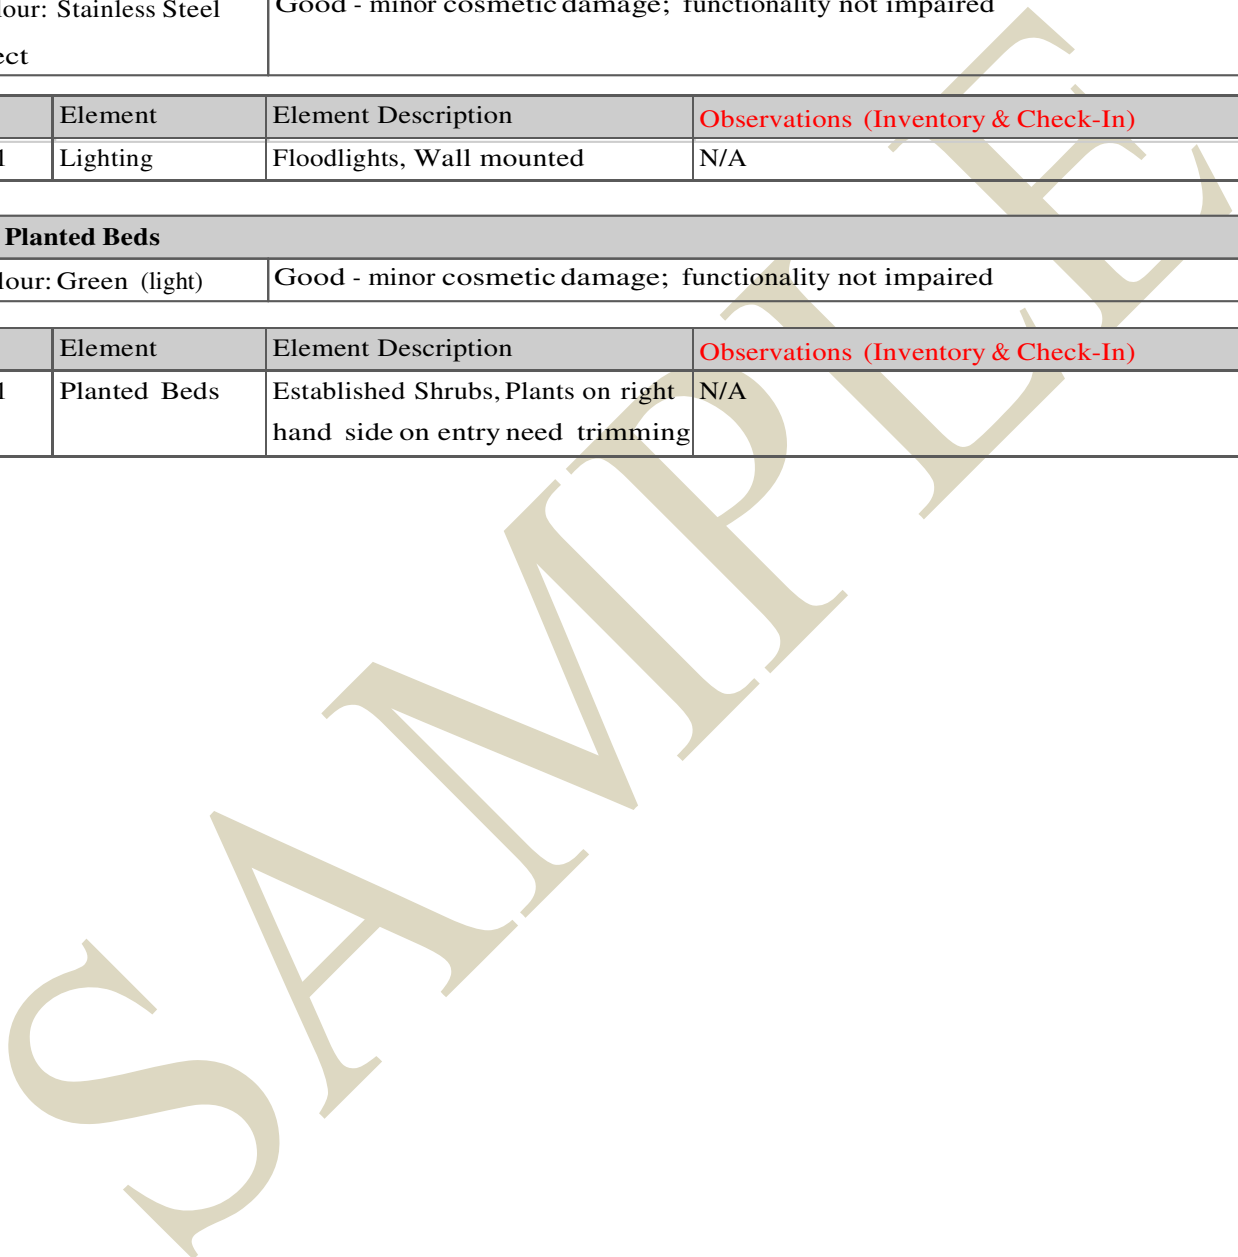 lour: Stainless Steel Good - minor cosmetic damage; functionality not impaired
ect
Element Element Description Observations (Inventory & Check-In)
1 Lighting Floodlights, Wall mounted N/A
Planted Beds
lour: Green (light) Good - minor cosmetic damage; functionality not impaired
Element Element Description Observations (Inventory & Check-In)
1 Planted Beds Established Shrubs, Plants on right N/A
hand side on entry need trimming
SAMPLE